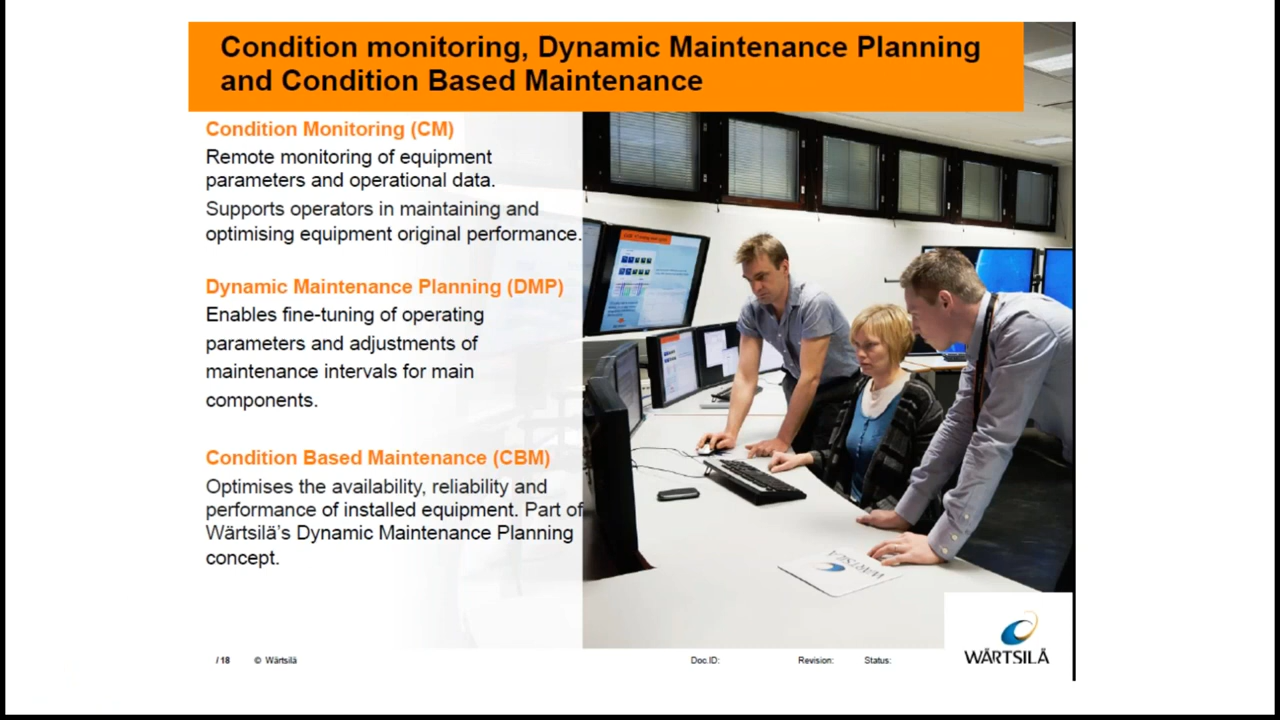 Condition monitoring, Dynamic Maintenance Planning
and Condition Based Maintenance
Condition Monitoring (CM)
Remote monitoring of equipment
parameters and operational data.
Supports operators in maintaining and
optimising equipment original performance.
Dynamic Maintenance Planning (DMP)
Enables fine-tuning of operating
parameters and adjustments of
maintenance intervals for main
components.
Condition Based Maintenance (CBM)
Optimises the availability, reliability and
performance of installed equipment. Part of
Wärtsilä's Dynamic Maintenance Planning
concept.
WÄRTSILÄ
WÄRTSILÄ
/ 18 © Wärtsilä Doc.ID: Revision: Status: